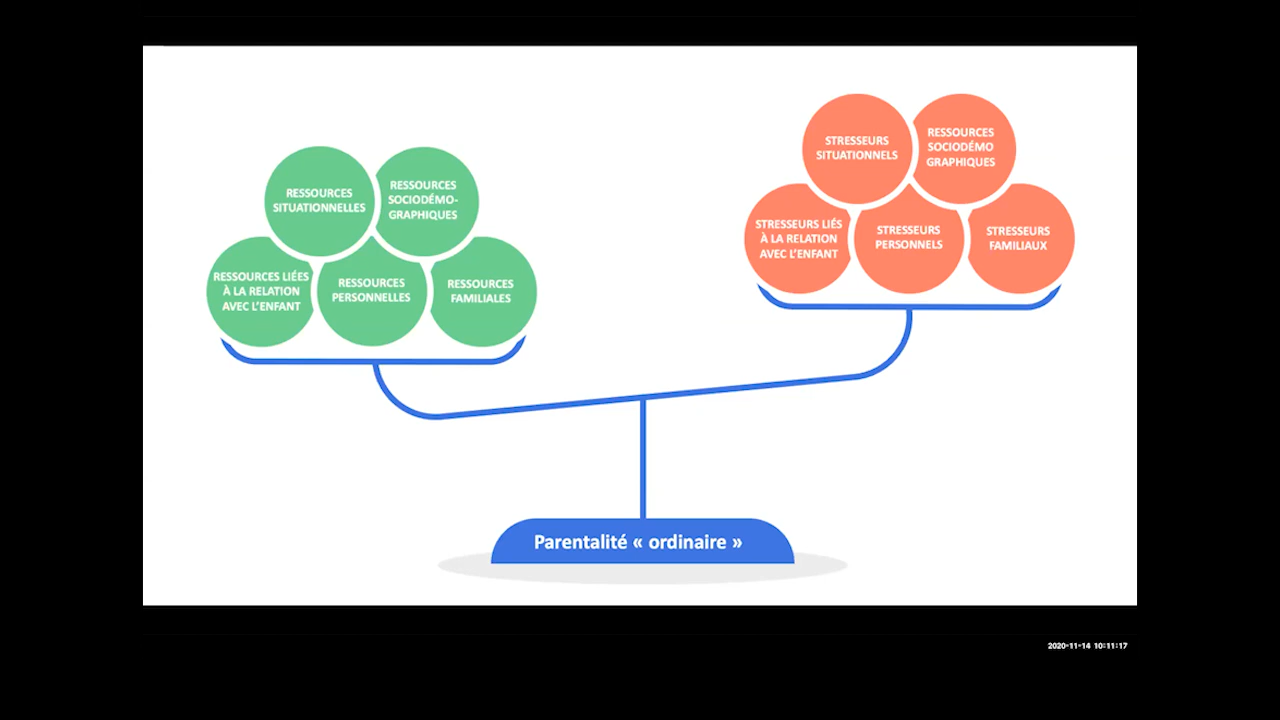 RESSOURCES
SITUATIONNELLES
RESSOURCES
SOCIODÉMO-
GRAPHIQUES
RESSOURCES LIÉES
À LA RELATION
AVEC L'ENFANT
RESSOURCES
PERSONNELLES
RESSOURCES
FAMILIALES
STRESSEURS
SITUATIONNELS
RESSOURCES
SOCIODÉMO
GRAPHIQUES
STRESSEURS LIÉS
À LA RELATION
AVEC L'ENFANT
STRESSEURS
PERSONNELS
STRESSEURS
FAMILIAUX
Parentalité « ordinaire »
2020-11-14 10:11:17